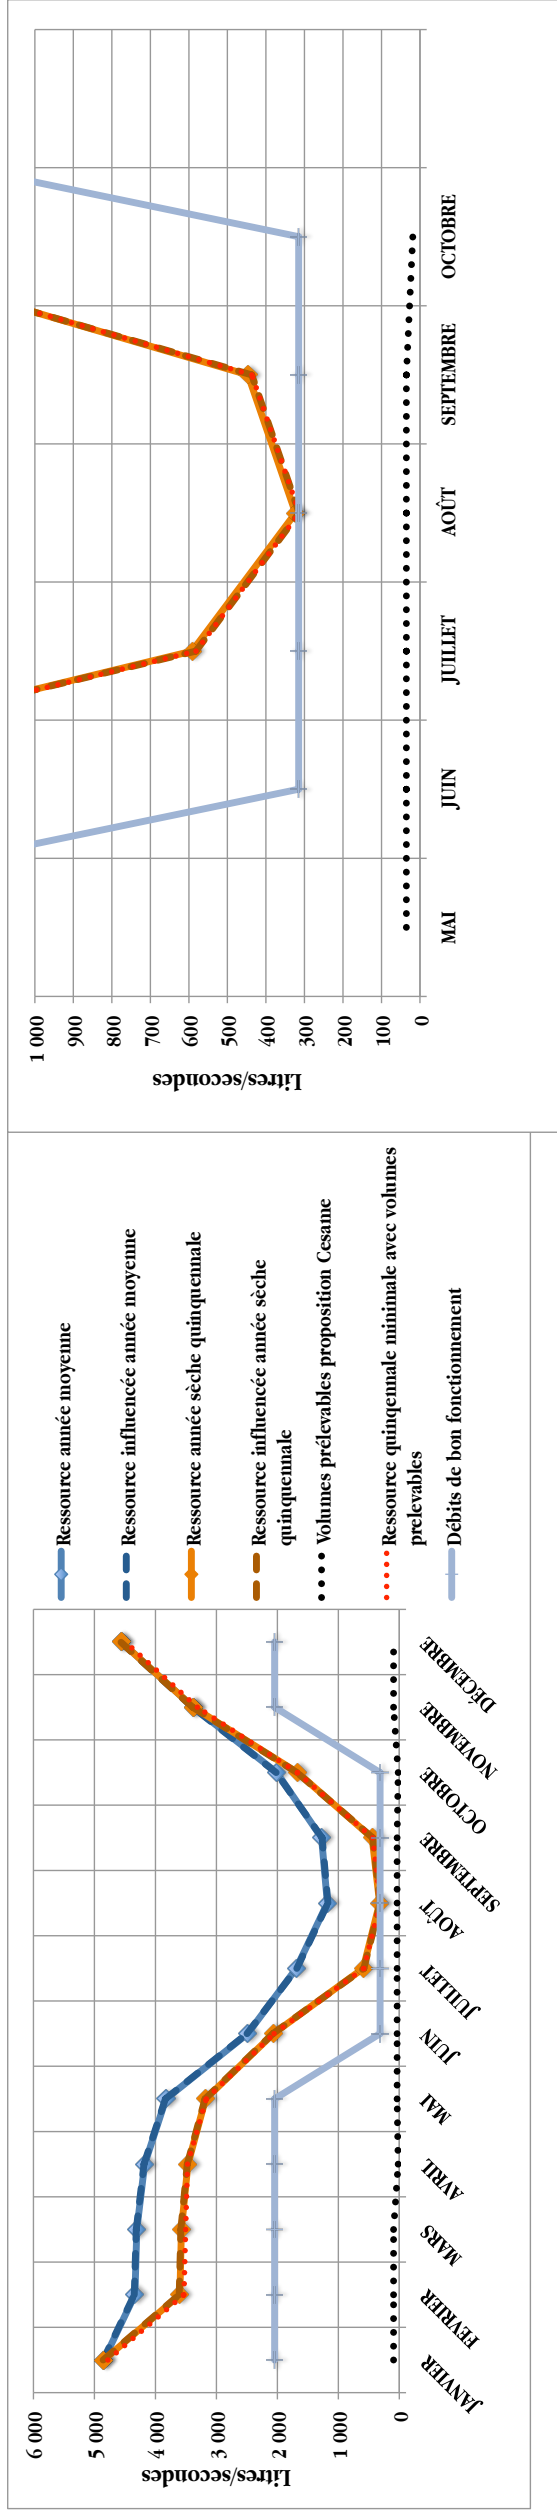 6 000
5 000
4 000
3 000
2 000
1 000
0
Litres/secondes
JANVIER
FEVRIER
MARS
AVRIL
MAI
JUIN
JUILLET
AOÛT
SEPTEMBRE
OCTOBRE
NOVEMBRE
DÉCEMBRE
Ressource année moyenne
Ressource influencée année moyenne
Ressource année sèche quinquennale
Ressource influencée année sèche
quinquennale
Volumes prélevables proposition Cesame
Ressource quinqennale minimale avec volumes
prelevables
Débits de bon fonctionnement
1 000
900
800
700
600
500
400
300
200
100
0
Litres/secondes
MAI
JUIN
JUILLET
AOÛT
SEPTEMBRE
OCTOBRE